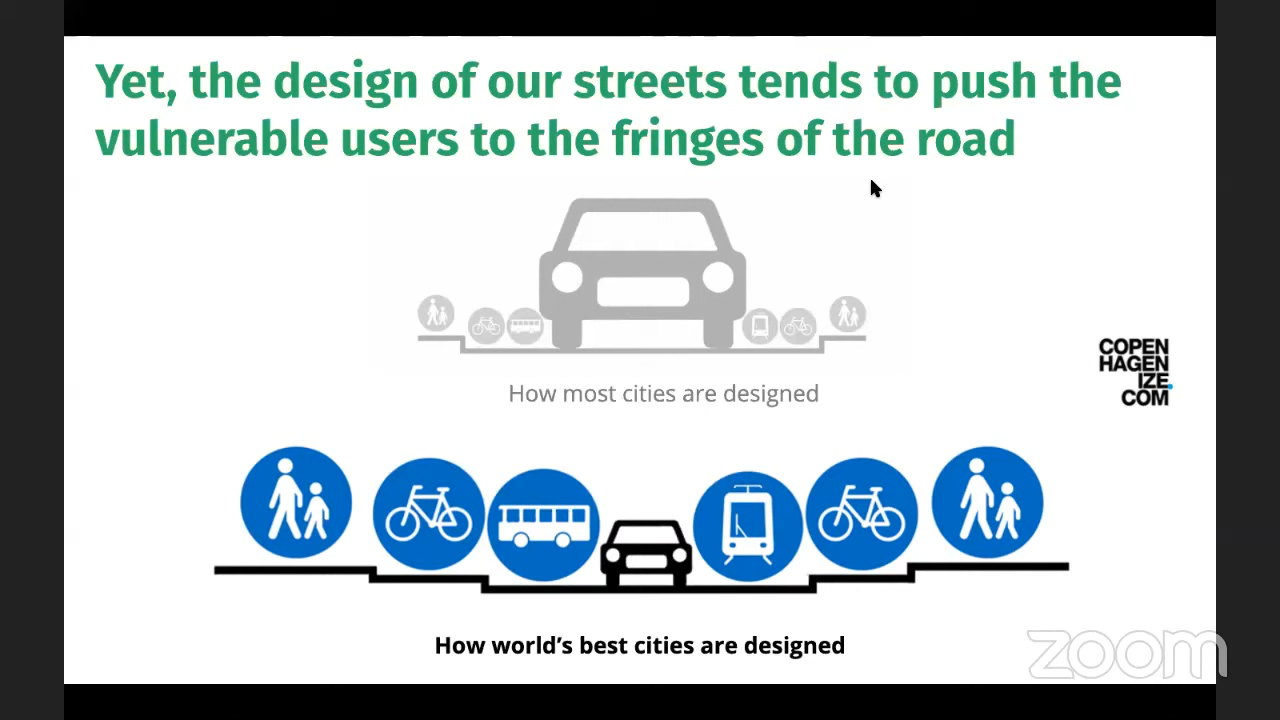 Yet, the design of our streets tends to push the
vulnerable users to the fringes of the road
How most cities are designed
COPEN
HAGEN
IZE.
COM
How world’s best cities are designed
zoom